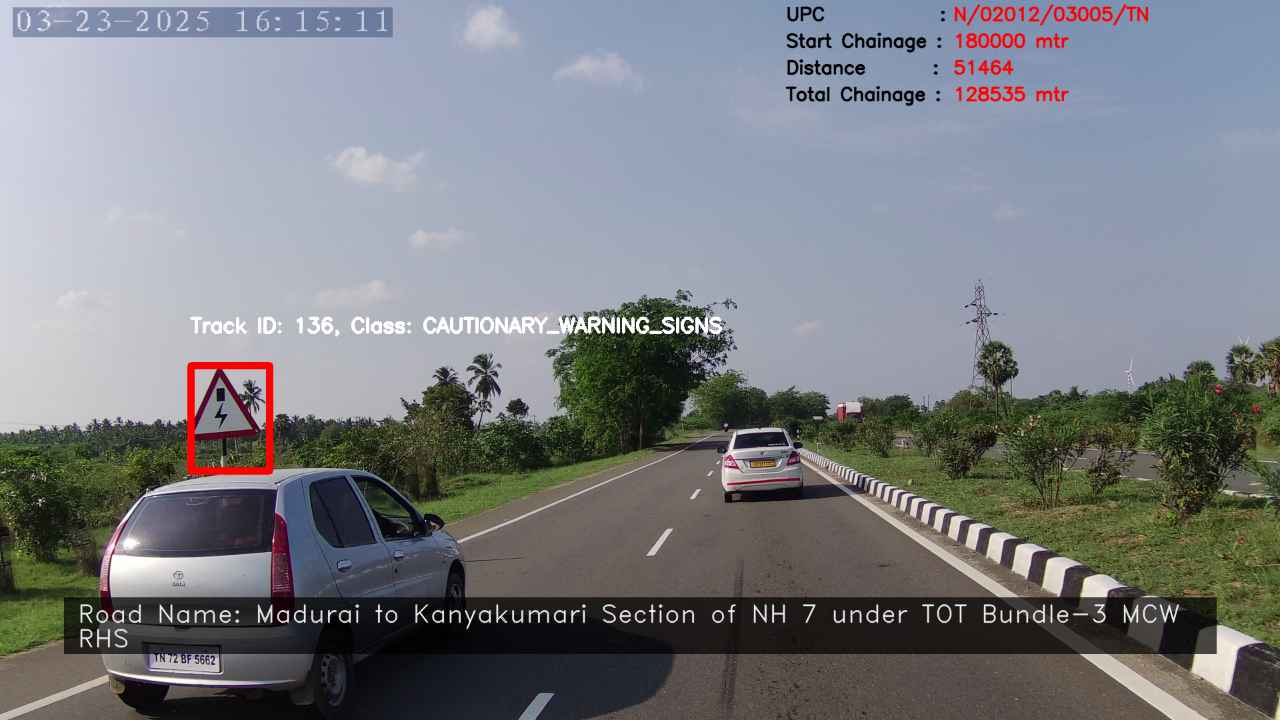 03-23-2025 16:15:11
UPC : N/02012/03005/TN
Start Chainage : 180000 mtr
Distance : 51464
Total Chainage : 128535 mtr
Track ID: 136, Class: CAUTIONARY_WARNING_SIGNS
TATA
Road Name: Madurai to Kanyakumari Section of NH 7 under TOT Bundle-3 MCW
RHS
TN 72 BF 5662